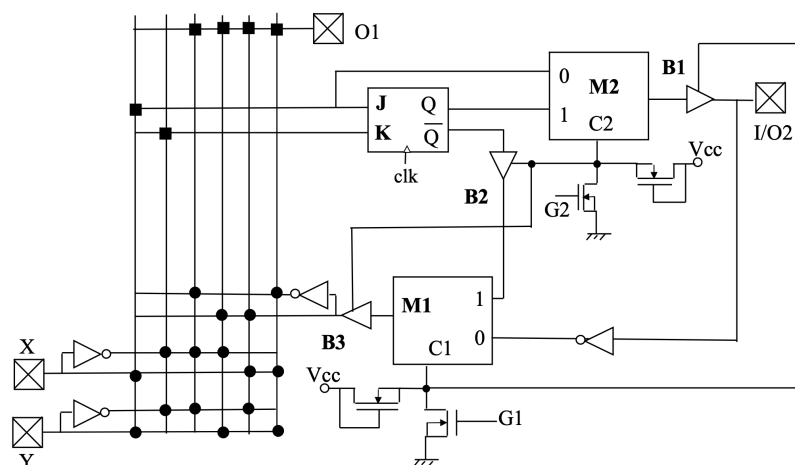 O1
B1
0
M2
J
Q
1
I/O2
K
Q
C2
Vcc
clk
B2
G2
M1
1
X
B3
0
C1
Vcc
G1
Y